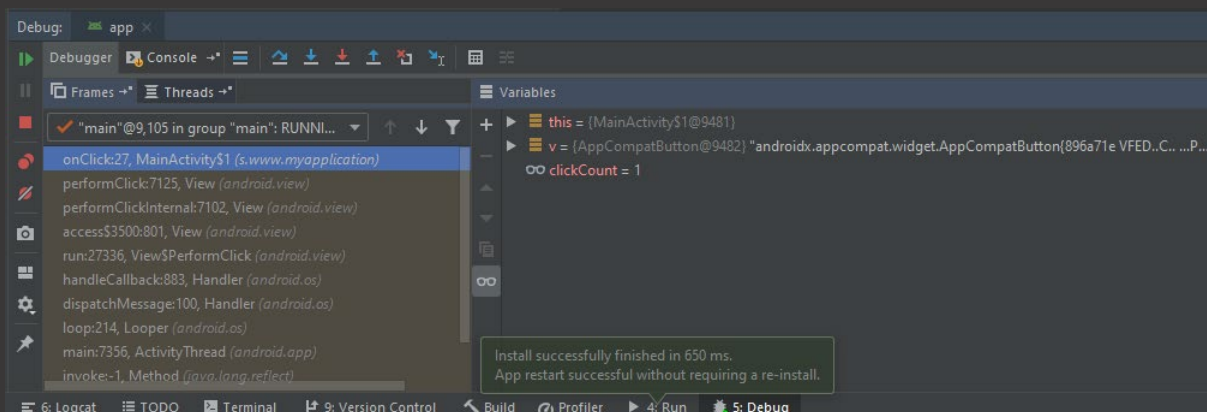 Debug: app
Debugger Console
Frames Threads
Variables
"main"@9,105 in group "main": RUNNI...
this = {MainActivity$1@9481}
v = {AppCompatButton@9482} "androidx.appcompat.widget.AppCompatButton{896a71e VFED..C.. ...P...
clickCount = 1
onClick:27, MainActivity$1 (s.www.myapplication)
performClick:7125, View (android.view)
performClickInternal:7102, View (android.view)
access$3500:801, View (android.view)
run:27336, View$PerformClick (android.view)
handleCallback:883, Handler (android.os)
dispatchMessage:100, Handler (android.os)
loop:214, Looper (android.os)
main:7356, ActivityThread (android.app)
invoke:-1, Method (java.lang.reflect)
Install successfully finished in 650 ms.
App restart successful without requiring a re-install.
6: Logcat TODO Terminal 9: Version Control Build Profiler 4: Run 5: Debug